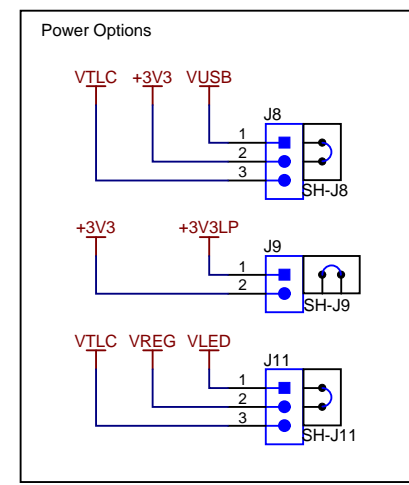 Power Options
VTLC +3V3 VUSB
J8
1
2
3
SH-J8
+3V3 +3V3LP
J9
1
2
SH-J9
VTLC VREG VLED
J11
1
2
3
SH-J11